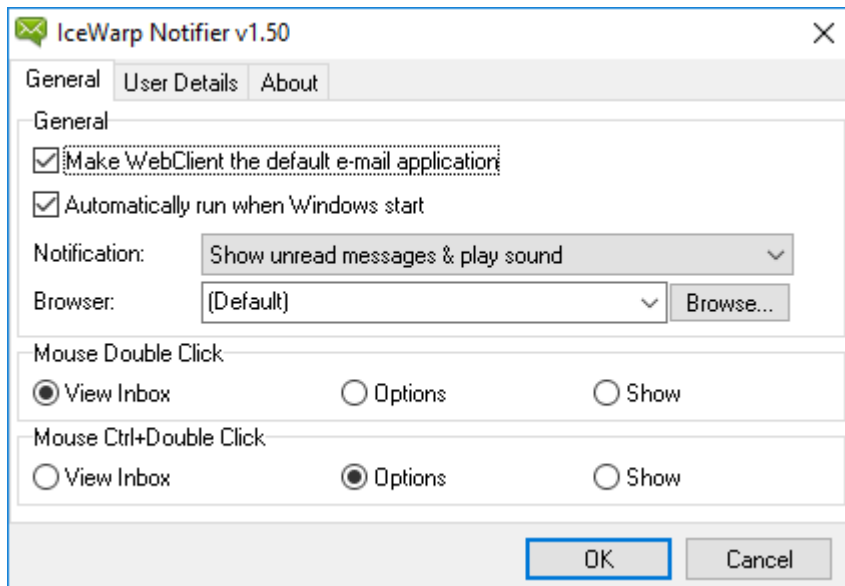 IceWarp Notifier v1.50
General User Details About
General
Make WebClient the default e-mail application
Automatically run when Windows start
Notification: Show unread messages & play sound
Browser: (Default) Browse...
Mouse Double Click
View Inbox Options Show
Mouse Ctrl+Double Click
View Inbox Options Show
OK Cancel